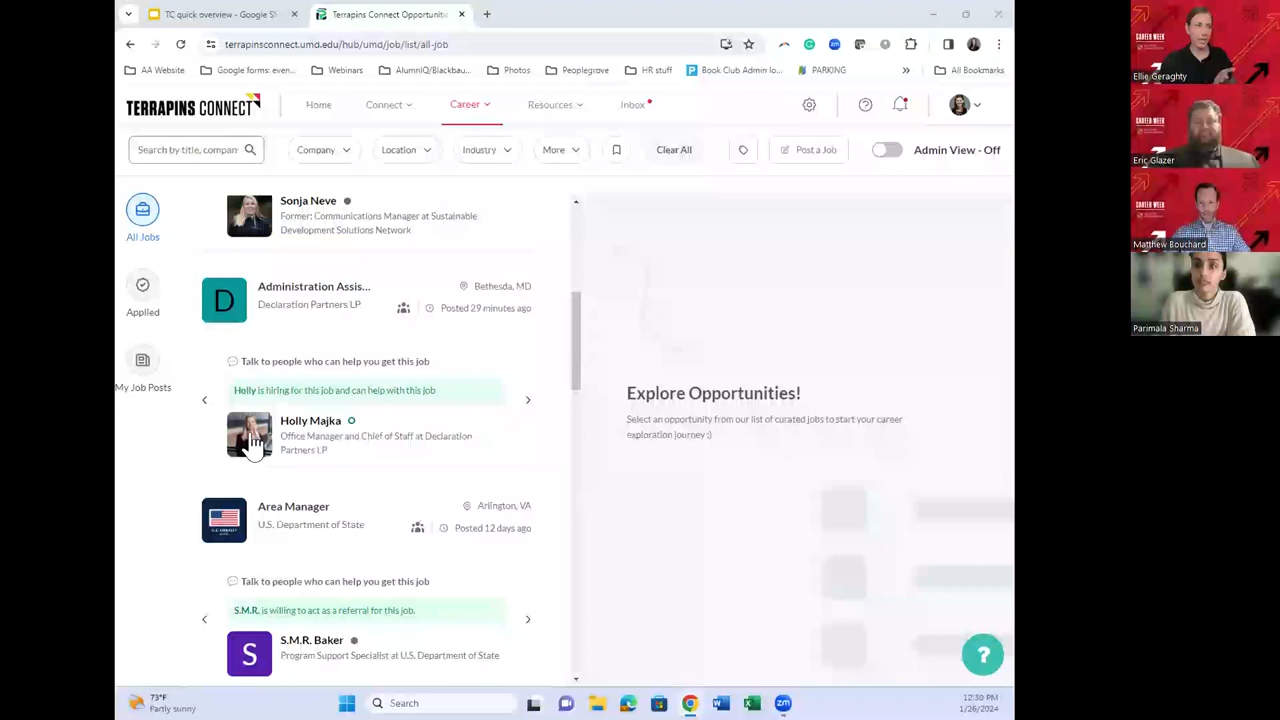 TC quick overview - Google Sl
Terrapins Connect Opportuniti
terrapinsconnect.umd.edu/hub/umd/job/list/all-job
AA Website
Google forms: even...
Webinars
AlumniQ/Blackbau...
Photos
Peoplegrove
HR stuff
Book Club Admin lo...
PARKING
»
All Bookmarks
TERRAPINS CONNECT
Home
Connect
Career
Resources
Inbox
Search by title, company
Company
Location
Industry
More
Clear All
Post a Job
Admin View - Off
All Jobs
Applied
My Job Posts
Sonja Neve
Former: Communications Manager at Sustainable
Development Solutions Network
D
Administration Assis...
Bethesda, MD
Declaration Partners LP
Posted 29 minutes ago
Talk to people who can help you get this job
Holly is hiring for this job and can help with this job
Holly Majka
Office Manager and Chief of Staff at Declaration
Partners LP
Area Manager
Arlington, VA
U.S. Department of State
Posted 12 days ago
Talk to people who can help you get this job
S.M.R. is willing to act as a referral for this job.
S
S.M.R. Baker
Program Support Specialist at U.S. Department of State
Explore Opportunities!
Select an opportunity from our list of curated jobs to start your career
exploration journey ;)
?
73°F
Partly sunny
Search
12:30 PM
1/26/2024
CAREER
WEEK
Ellie Geraghty
CAREER
WEEK
Eric Glazer
CAREER
WEEK
Matthew Bouchard
Parimala Sharma